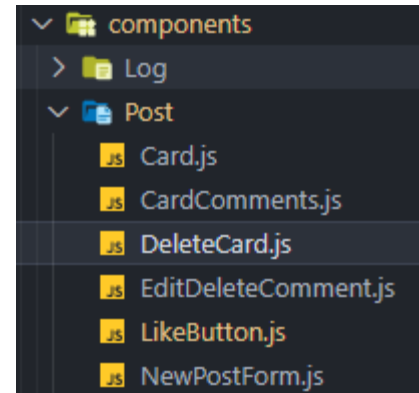 components
Log
Post
JS Card.js
JS CardComments.js
JS DeleteCard.js
JS EditDeleteComment.js
JS LikeButton.js
JS NewPostForm.js